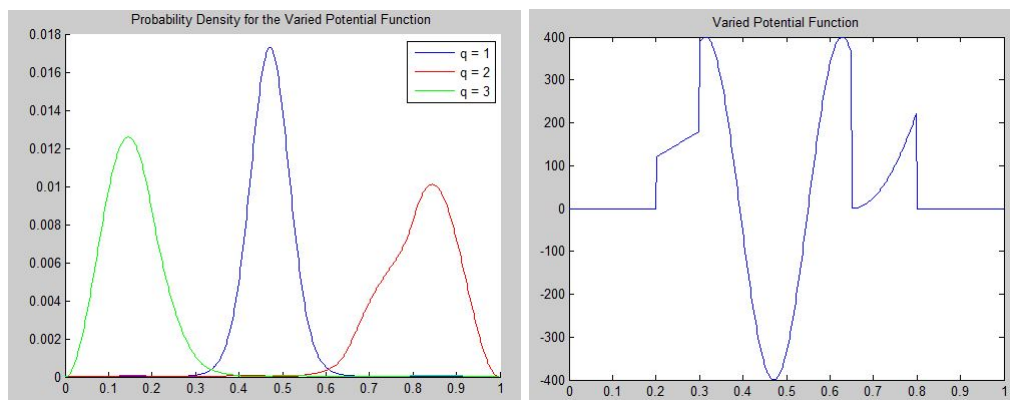 Probability Density for the Varied Potential Function
0.018
0.016
0.014
0.012
0.01
0.008
0.006
0.004
0.002
0
0 0.1 0.2 0.3 0.4 0.5 0.6 0.7 0.8 0.9 1
q = 1
q = 2
q = 3
Varied Potential Function
400
300
200
100
0
-100
-200
-300
-400
0 0.1 0.2 0.3 0.4 0.5 0.6 0.7 0.8 0.9 1